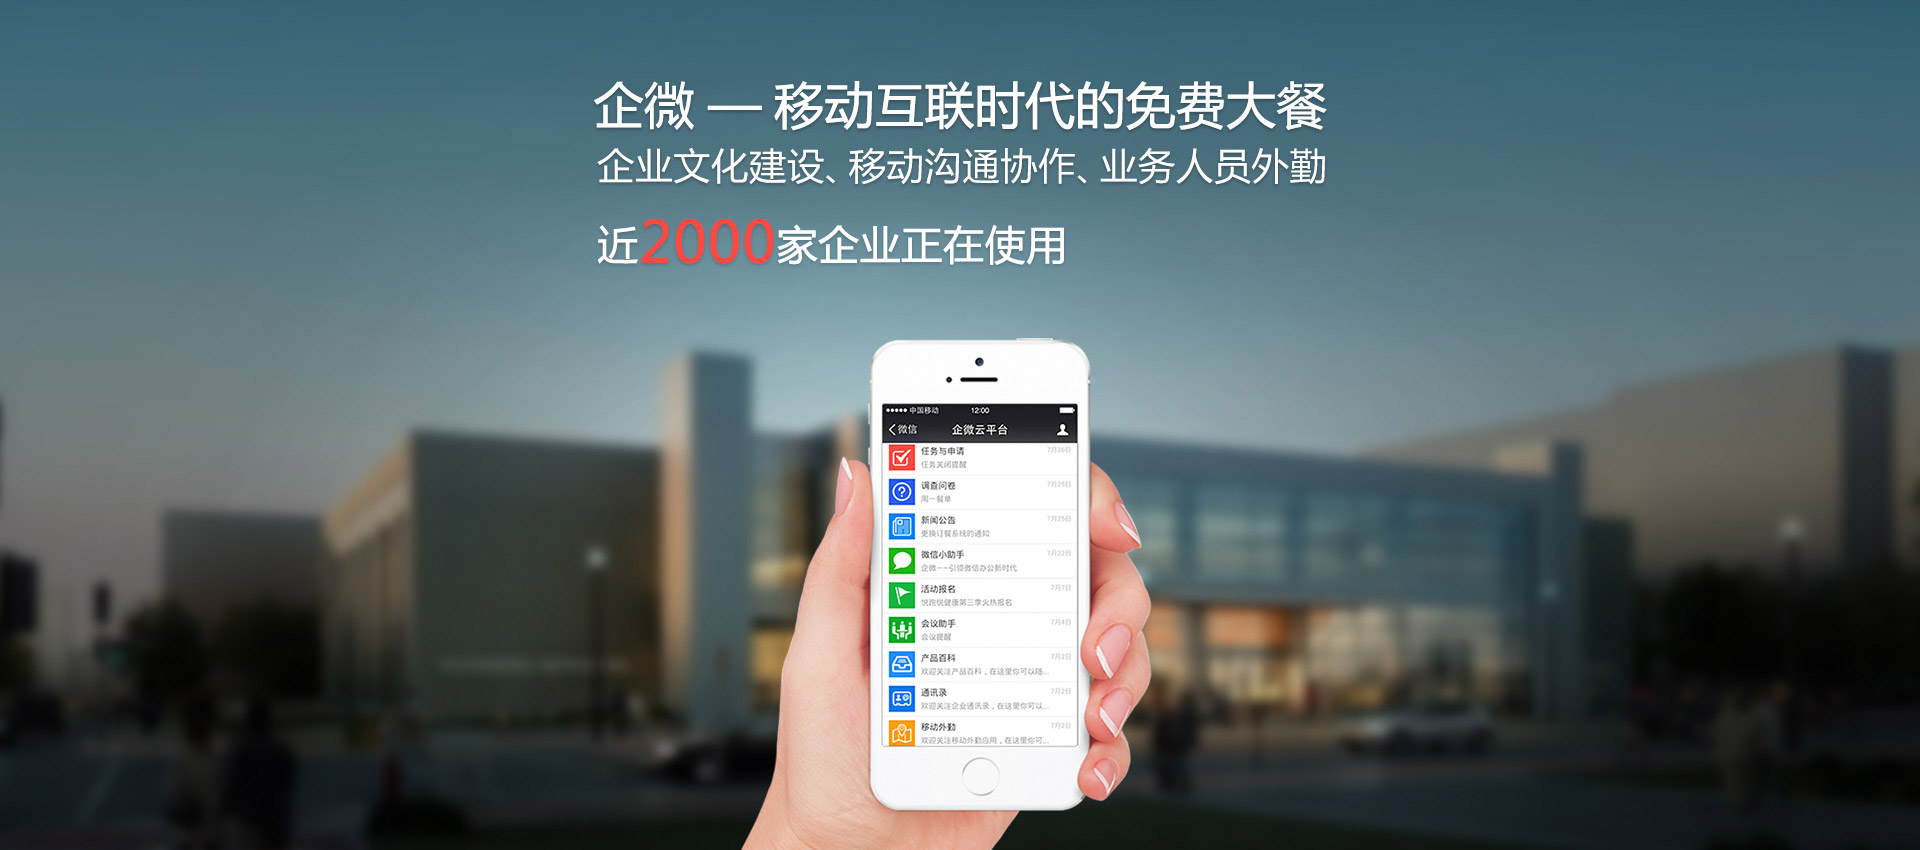 企微 — 移动互联时代的免费大餐
企业文化建设、移动沟通协作、业务人员外勤
近2000家企业正在使用
中国移动 12:00
微信 企微云平台
任务与申请 7月26日
任务关闭提醒
调查问卷 7月26日
周一餐单
新闻公告 7月25日
更换订餐系统的通知
微信小助手 7月22日
企微——引领微信办公新时代
活动报名 7月7日
悦跑悦健康第三季火热报名
会议助手 7月4日
会议提醒
产品百科 7月2日
欢迎关注产品百科，在这里你可以随...
通讯录 7月2日
欢迎关注企业通讯录，在这里你可以...
移动外勤 7月2日
欢迎关注移动外勤应用，在这里你可...